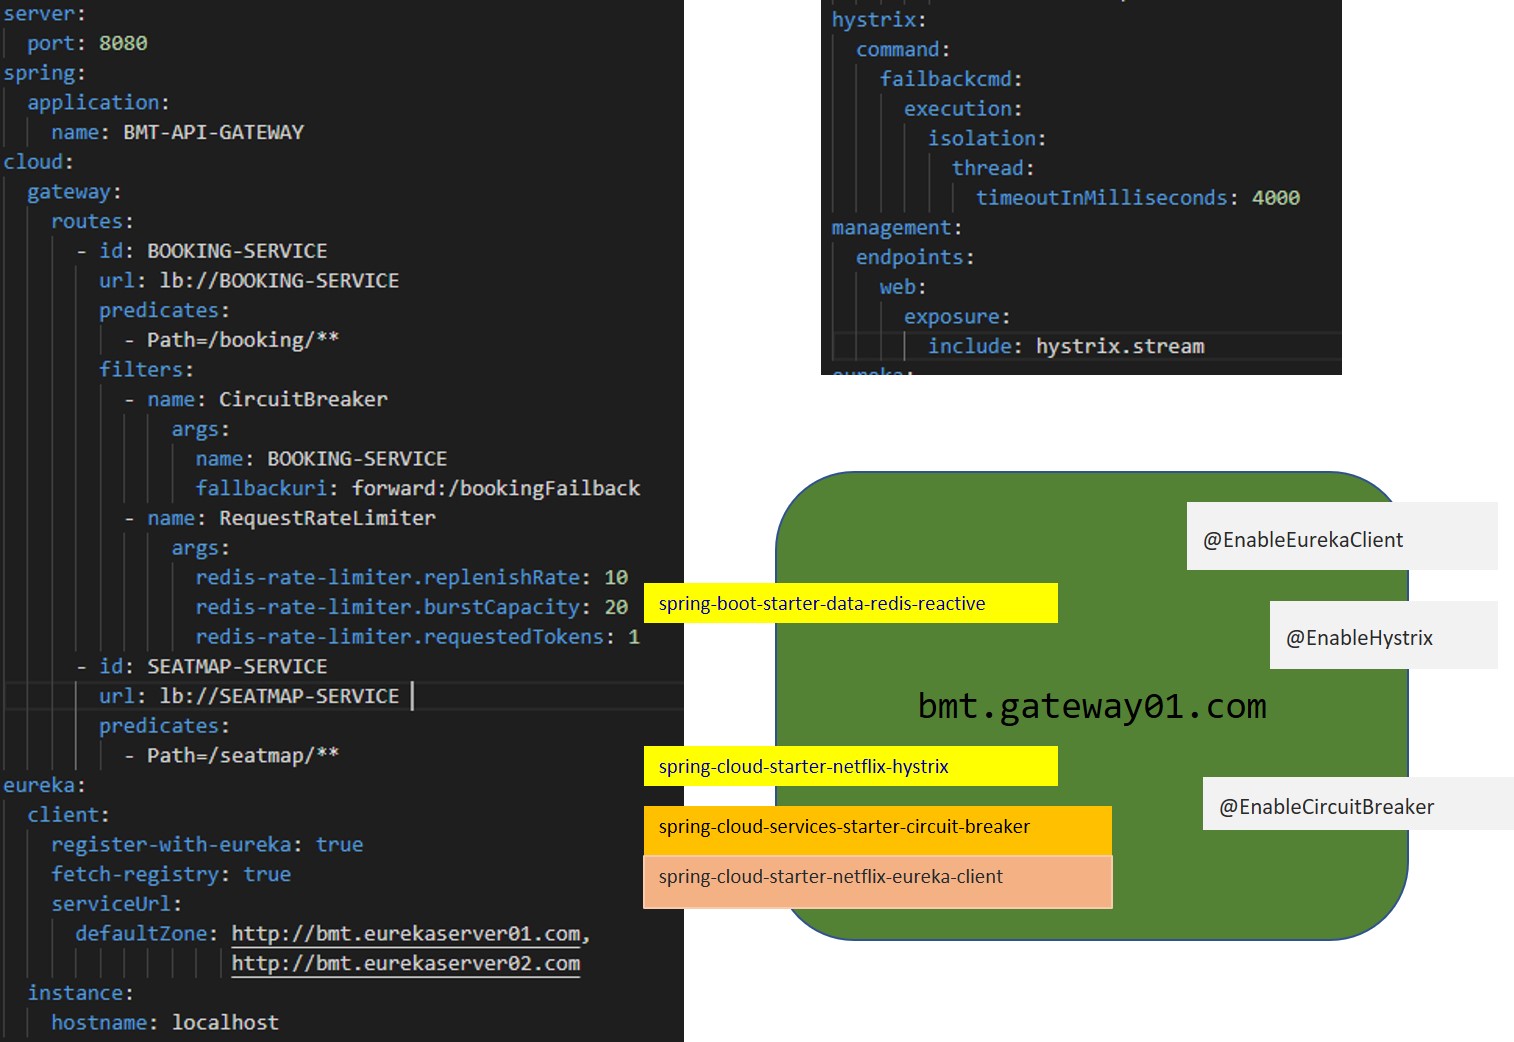 server:
port: 8080
spring:
application:
name: BMT-API-GATEWAY
cloud:
gateway:
routes:
- id: BOOKING-SERVICE
url: lb://BOOKING-SERVICE
predicates:
- Path=/booking/**
filters:
- name: CircuitBreaker
args:
name: BOOKING-SERVICE
fallbackuri: forward:/bookingFailback
- name: RequestRateLimiter
args:
redis-rate-limiter.replenishRate: 10
redis-rate-limiter.burstCapacity: 20
redis-rate-limiter.requestedTokens: 1
- id: SEATMAP-SERVICE
url: lb://SEATMAP-SERVICE
predicates:
- Path=/seatmap/**
eureka:
client:
register-with-eureka: true
fetch-registry: true
serviceUrl:
defaultZone: http://bmt.eurekaserver01.com,
http://bmt.eurekaserver02.com
instance:
hostname: localhost
hystrix:
command:
failbackcmd:
execution:
isolation:
thread:
timeoutInMilliseconds: 4000
management:
endpoints:
web:
exposure:
include: hystrix.stream
eureka:
@EnableEurekaClient
spring-boot-starter-data-redis-reactive
@EnableHystrix
bmt.gateway01.com
spring-cloud-starter-netflix-hystrix
@EnableCircuitBreaker
spring-cloud-services-starter-circuit-breaker
spring-cloud-starter-netflix-eureka-client